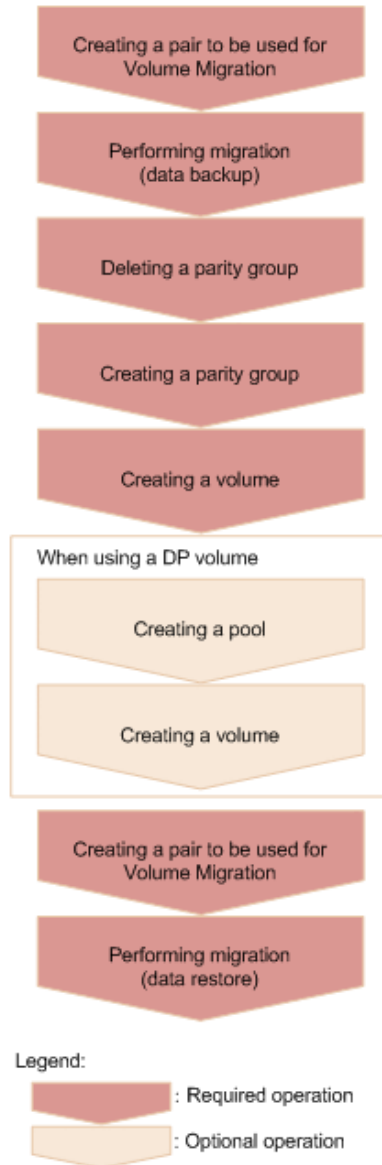 Creating a pair to be used for
Volume Migration
Performing migration
(data backup)
Deleting a parity group
Creating a parity group
Creating a volume
When using a DP volume
Creating a pool
Creating a volume
Creating a pair to be used for
Volume Migration
Performing migration
(data restore)
Legend:
: Required operation
: Optional operation